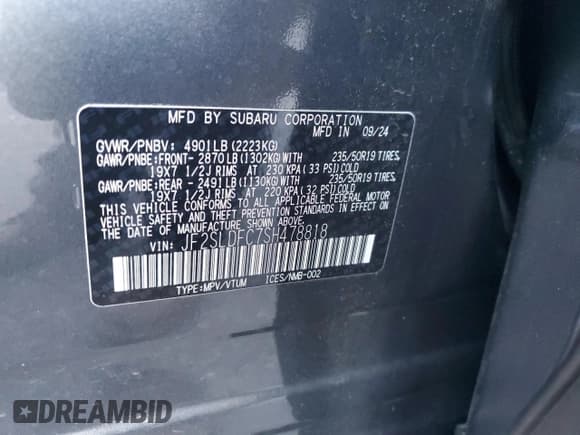 MFD BY SUBARU CORPORATION
MFD IN 09/24
GVWR/PNBV: 4901LB(2223KG)
GAWR/PNBE:FRONT- 2870LB(1302KG)WITH 235/50R19 TIRES,
19X7 1/2J RIMS AT 230 KPA (33 PSI)COLD
GAWR/PNBE:REAR - 2491LB(1130KG)WITH 235/50R19 TIRES,
19X7 1/2J RIMS AT 220 KPA (32 PSI)COLD
THIS VEHICLE CONFORMS TO ALL APPLICABLE FEDERAL MOTOR
VEHICLE SAFETY AND THEFT PREVENTION STANDARDS IN EFFECT ON
THE DATE OF MANUFACTURE SHOWN ABOVE.
VIN: JF2SLDFC7SH478818
TYPE:MPV/VTUM ICES/NMB-002
DREAMBID